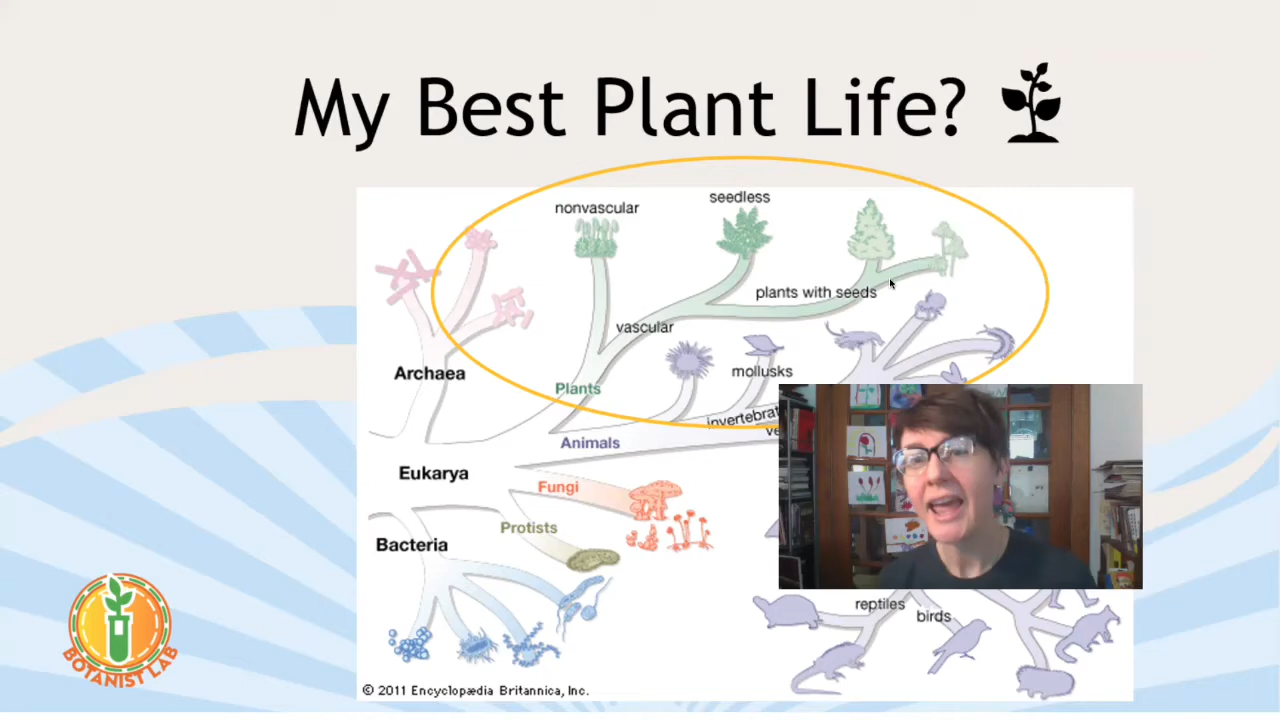 My Best Plant Life?
seedless
nonvascular
plants with seeds
vascular
mollusks
Archaea
Plants
Animals
Eukarya
Fungi
Protists
Bacteria
reptiles
birds
BOTANIST LAB
© 2011 Encyclopædia Britannica, Inc.